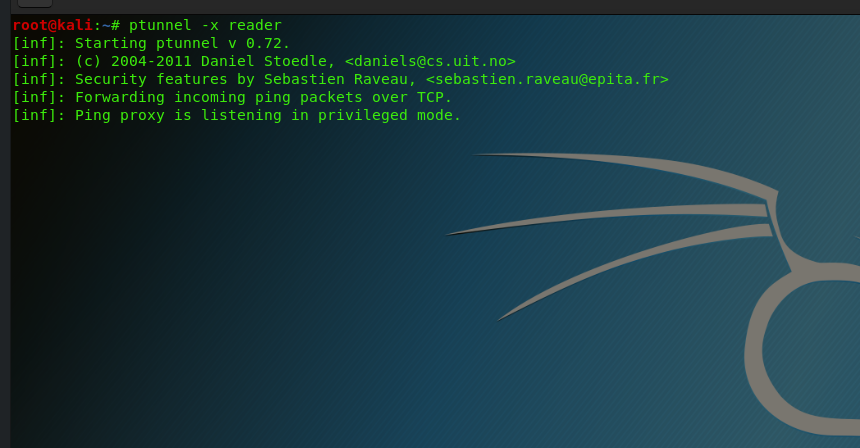 root@kali:~# ptunnel -x reader
[inf]: Starting ptunnel v 0.72.
[inf]: (c) 2004-2011 Daniel Stoedle, <daniels@cs.uit.no>
[inf]: Security features by Sebastien Raveau, <sebastien.raveau@epita.fr>
[inf]: Forwarding incoming ping packets over TCP.
[inf]: Ping proxy is listening in privileged mode.